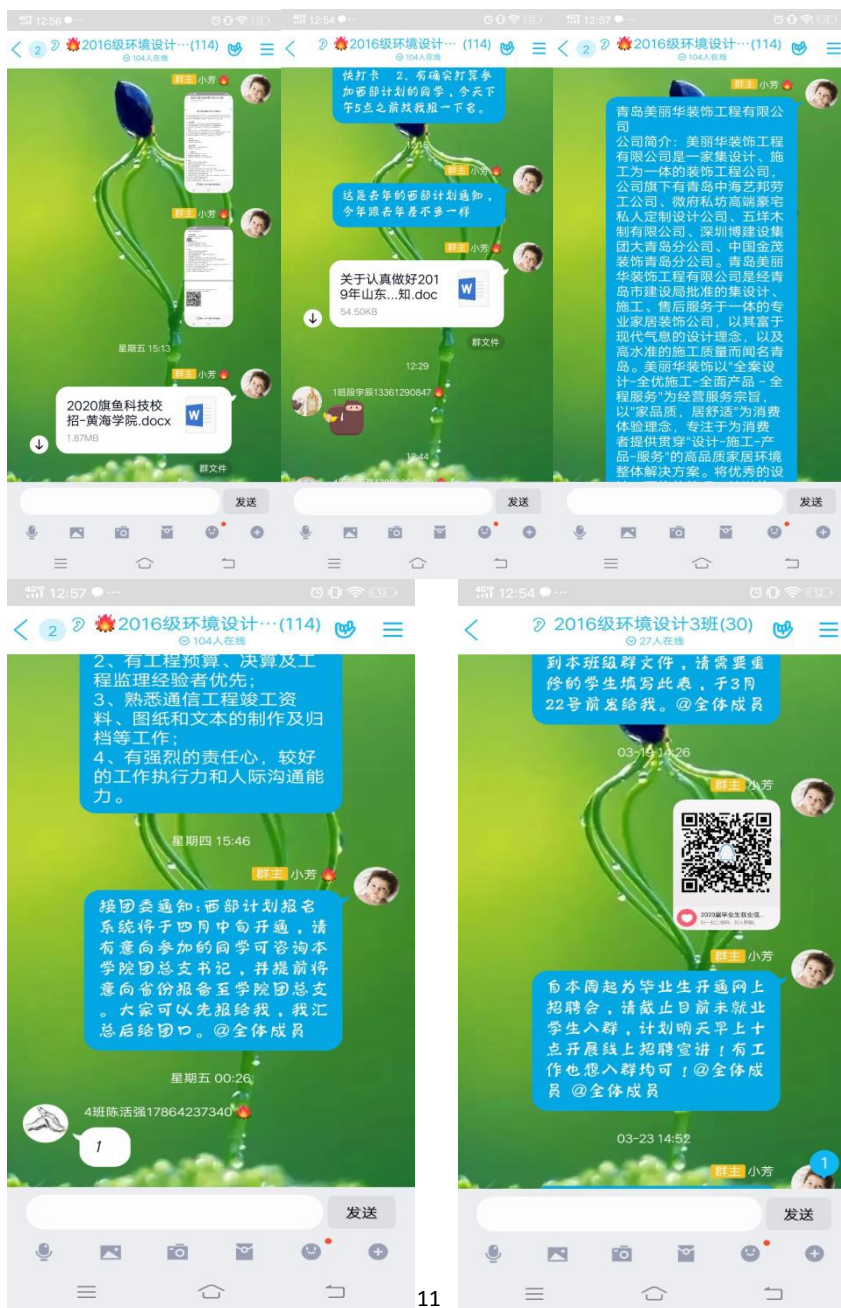 12:56
2
2016级环境设计…(114)
104人在线
群主 小芳
群主 小芳
星期五 15:13
群主 小芳
2020旗鱼科技校
招-黄海学院.docx
1.87MB
群文件
发送
12:54
2016级环境设计… (114)
104人在线
快打卡 2、有确实打算参
加西部计划的同学,今天下
午5点之前找我报一下名。
12:15
群主 小芳
这是去年的西部计划通知,
今年跟去年差不多一样
群主 小芳
关于认真做好201
9年山东...知.doc
54.50KB
群文件
12:29
1班段宇辰13361290847
12:44
发送
12:57
2
2016级环境设计…(114)
104人在线
群主 小芳
青岛美丽华装饰工程有限公
司
公司简介:美丽华装饰工程
有限公司是一家集设计、施
工为一体的装饰工程公司,
公司旗下有青岛中海艺邦劳
工公司、微府私坊高端豪宅
私人定制设计公司、五垟木
制有限公司、深圳博建设集
团大青岛分公司、中国金茂
装饰青岛分公司。青岛美丽
华装饰工程有限公司是经青
岛市建设局批准的集设计、
施工、售后服务于一体的专
业家居装饰公司,以其富于
现代气息的设计理念,以及
高水准的施工质量而闻名青
岛。美丽华装饰以"全案设
计-全优施工-全面产品-全
程服务"为经营服务宗旨,
以"家品质,居舒适"为消费
体验理念,专注于为消费
者提供贯穿"设计-施工-产
品-服务"的高品质家居环境
整体解决方案。将优秀的设
发送
12:57
2
2016级环境设计…(114)
104人在线
2、有工程预算、决算及工
程监理经验者优先;
3、熟悉通信工程竣工资
料、图纸和文本的制作及归
档等工作;
4、有强烈的责任心,较好
的工作执行力和人际沟通能
力。
星期四 15:46
群主 小芳
接团委通知:西部计划报名
系统将于四月中旬开通,请
有意向参加的同学可咨询本
学院团总支书记,并提前将
意向省份报备至学院团总支
。大家可以先报给我,我汇
总后给团口。@全体成员
星期五 00:26
4班陈活强17864237340
1
发送
12:54
2016级环境设计3班(30)
27人在线
到本班级群文件,请需要重
修的学生填写此表,于3月
22号前发给我。@全体成员
03-19 14:26
群主 小芳
2020届毕业生就业信...
群主 小芳
自本周起为毕业生开通网上
招聘会,请截止目前未就业
学生入群,计划明天早上十
点开展线上招聘宣讲!有工
作也想入群均可!@全体成
员 @全体成员
03-23 14:52
群主 小芳
1
发送
11